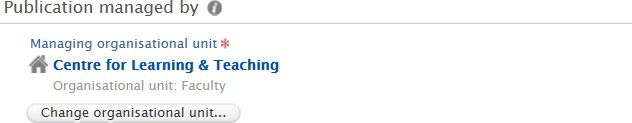 Publication managed by
Managing organisational unit *
Centre for Learning & Teaching
Organisational unit: Faculty
Change organisational unit...